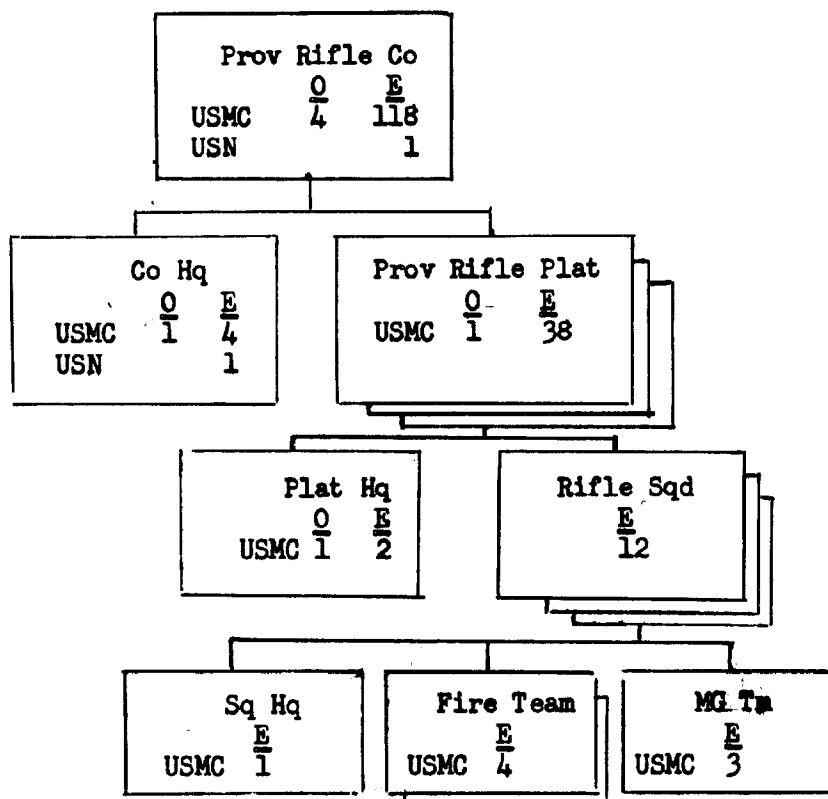 Prov Rifle Co
O E
USMC 4 118
USN 1
Co Hq
O E
USMC 1 4
USN 1
Prov Rifle Plat
O E
USMC 1 38
Plat Hq
O E
USMC 1 2
Rifle Sqd
E
12
Sq Hq
E
USMC 1
Fire Team
E
USMC 4
MG Tm
E
USMC 3